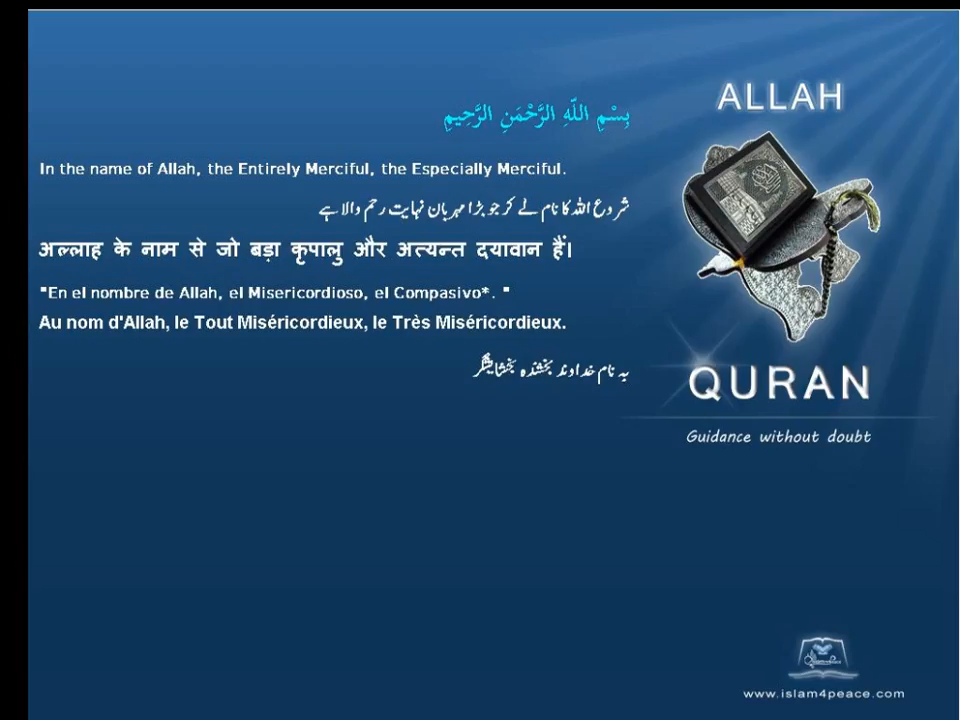 بِسْمِ اللَّهِ الرَّحْمَنِ الرَّحِيمِ
In the name of Allah, the Entirely Merciful, the Especially Merciful.
شروع الله کا نام لے کر جو بڑا مہربان نہایت رحم والا ہے
अल्लाह के नाम से जो बड़ा कृपालु और अत्यन्त दयावान हैं।
"En el nombre de Allah, el Misericordioso, el Compasivo*. "
Au nom d'Allah, le Tout Miséricordieux, le Très Miséricordieux.
به نام خداوند بخشنده بخشایشگر
ALLAH
QURAN
Guidance without doubt
www.islam4peace.com